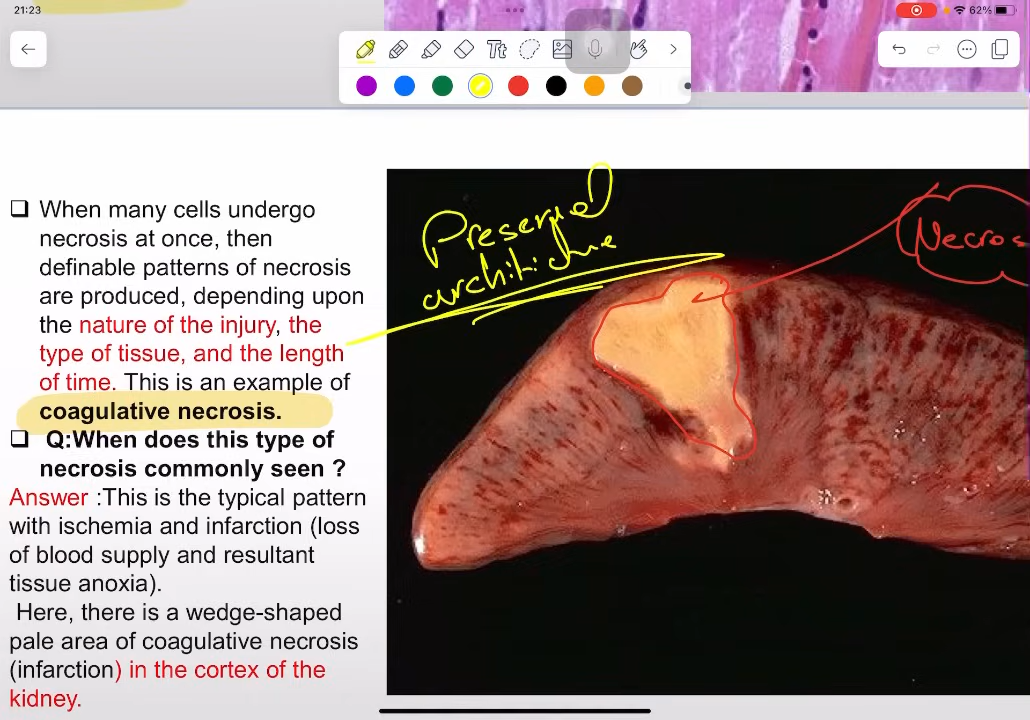 21:23
62%
Tt
❑ When many cells undergo
necrosis at once, then
definable patterns of necrosis
are produced, depending upon
the nature of the injury, the
type of tissue, and the length
of time. This is an example of
coagulative necrosis.
❑ Q:When does this type of
necrosis commonly seen ?
Answer :This is the typical pattern
with ischemia and infarction (loss
of blood supply and resultant
tissue anoxia).
Here, there is a wedge-shaped
pale area of coagulative necrosis
(infarction) in the cortex of the
kidney.
Preserved
Necros